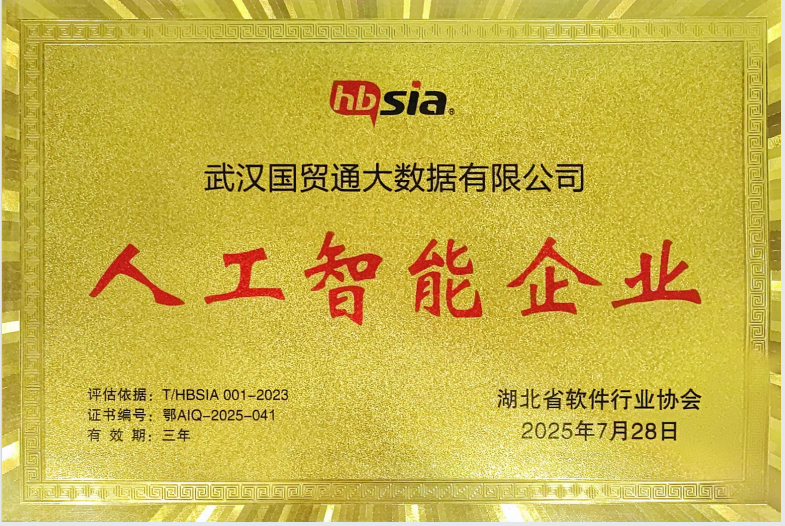 hbsia®
武汉国贸通大数据有限公司
人工智能企业
评估依据：T/HBSIA 001-2023
证书编号：鄂AIQ-2025-041
有 效 期：三年
湖北省软件行业协会
2025年7月28日